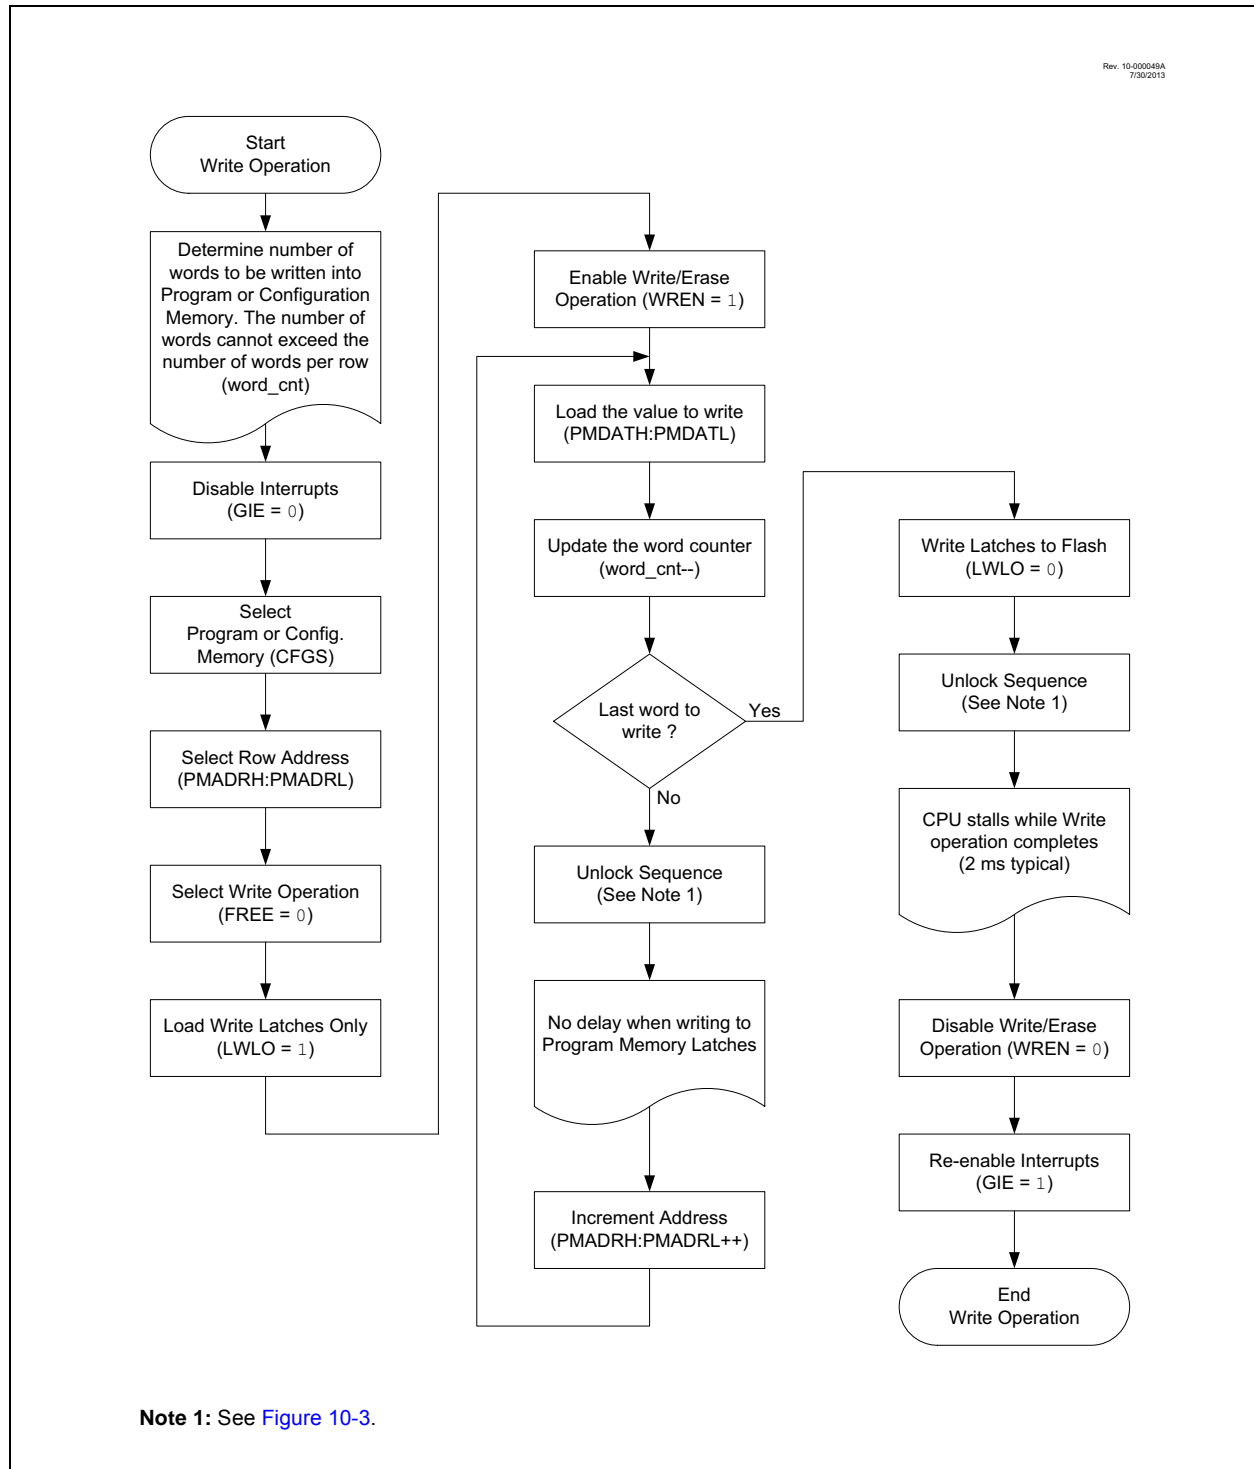 Rev. 10-000049A
7/30/2013
Start
Write Operation
Determine number of
words to be written into
Program or Configuration
Memory. The number of
words cannot exceed the
number of words per row
(word_cnt)
Disable Interrupts
(GIE = 0)
Select
Program or Config.
Memory (CFGS)
Select Row Address
(PMADRH:PMADRL)
Select Write Operation
(FREE = 0)
Load Write Latches Only
(LWLO = 1)
Enable Write/Erase
Operation (WREN = 1)
Load the value to write
(PMDATH:PMDATL)
Update the word counter
(word_cnt--)
Last word to
write ?
Yes
No
Unlock Sequence
(See Note 1)
No delay when writing to
Program Memory Latches
Increment Address
(PMADRH:PMADRL++)
Write Latches to Flash
(LWLO = 0)
Unlock Sequence
(See Note 1)
CPU stalls while Write
operation completes
(2 ms typical)
Disable Write/Erase
Operation (WREN = 0)
Re-enable Interrupts
(GIE = 1)
End
Write Operation
Note 1: See Figure 10-3.